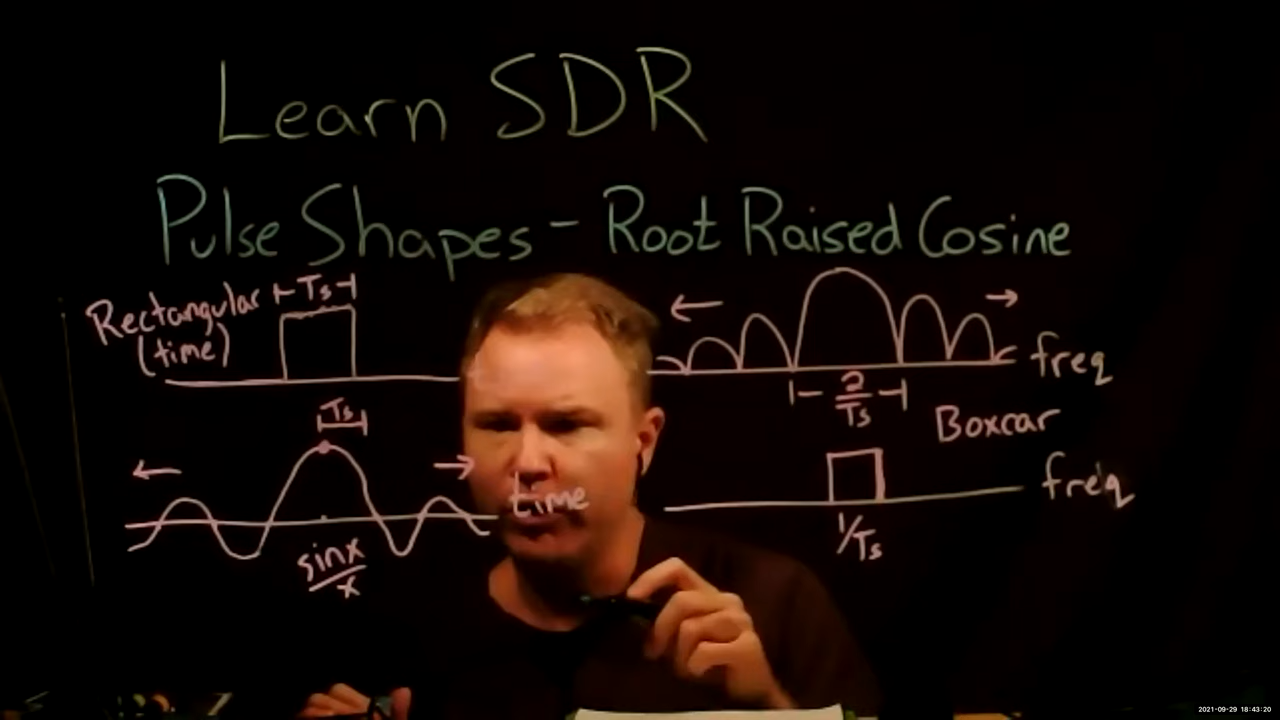 Learn SDR
Pulse Shapes - Root Raised Cosine
Rectangular
(time)
Ts
freq
2/Ts
Boxcar
Ts
time
sinx/x
freq
1/Ts
2021-09-29 18:43:20